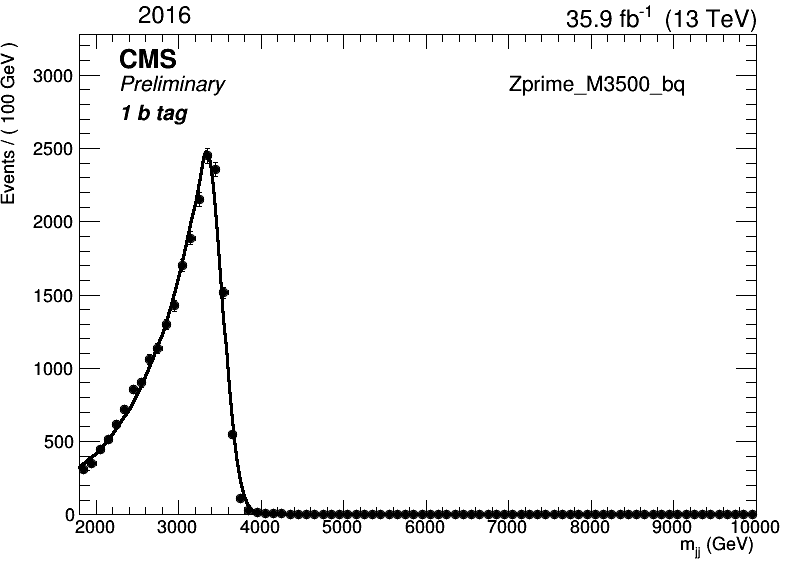 2016 35.9 fb⁻¹ (13 TeV)
CMS
Preliminary
1 b tag
Zprime_M3500_bq
Events / ( 100 GeV )
3000
2500
2000
1500
1000
500
0
2000 3000 4000 5000 6000 7000 8000 9000 10000
m_jj (GeV)